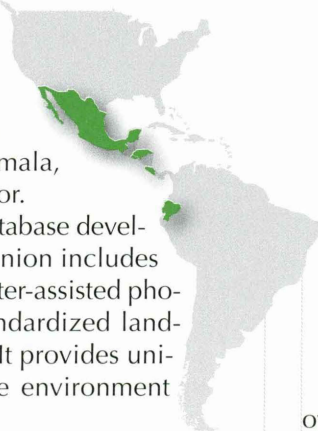 mala,
or.
tabase devel-
nion includes
ter-assisted pho-
ndardized land-
It provides uni-
e environment